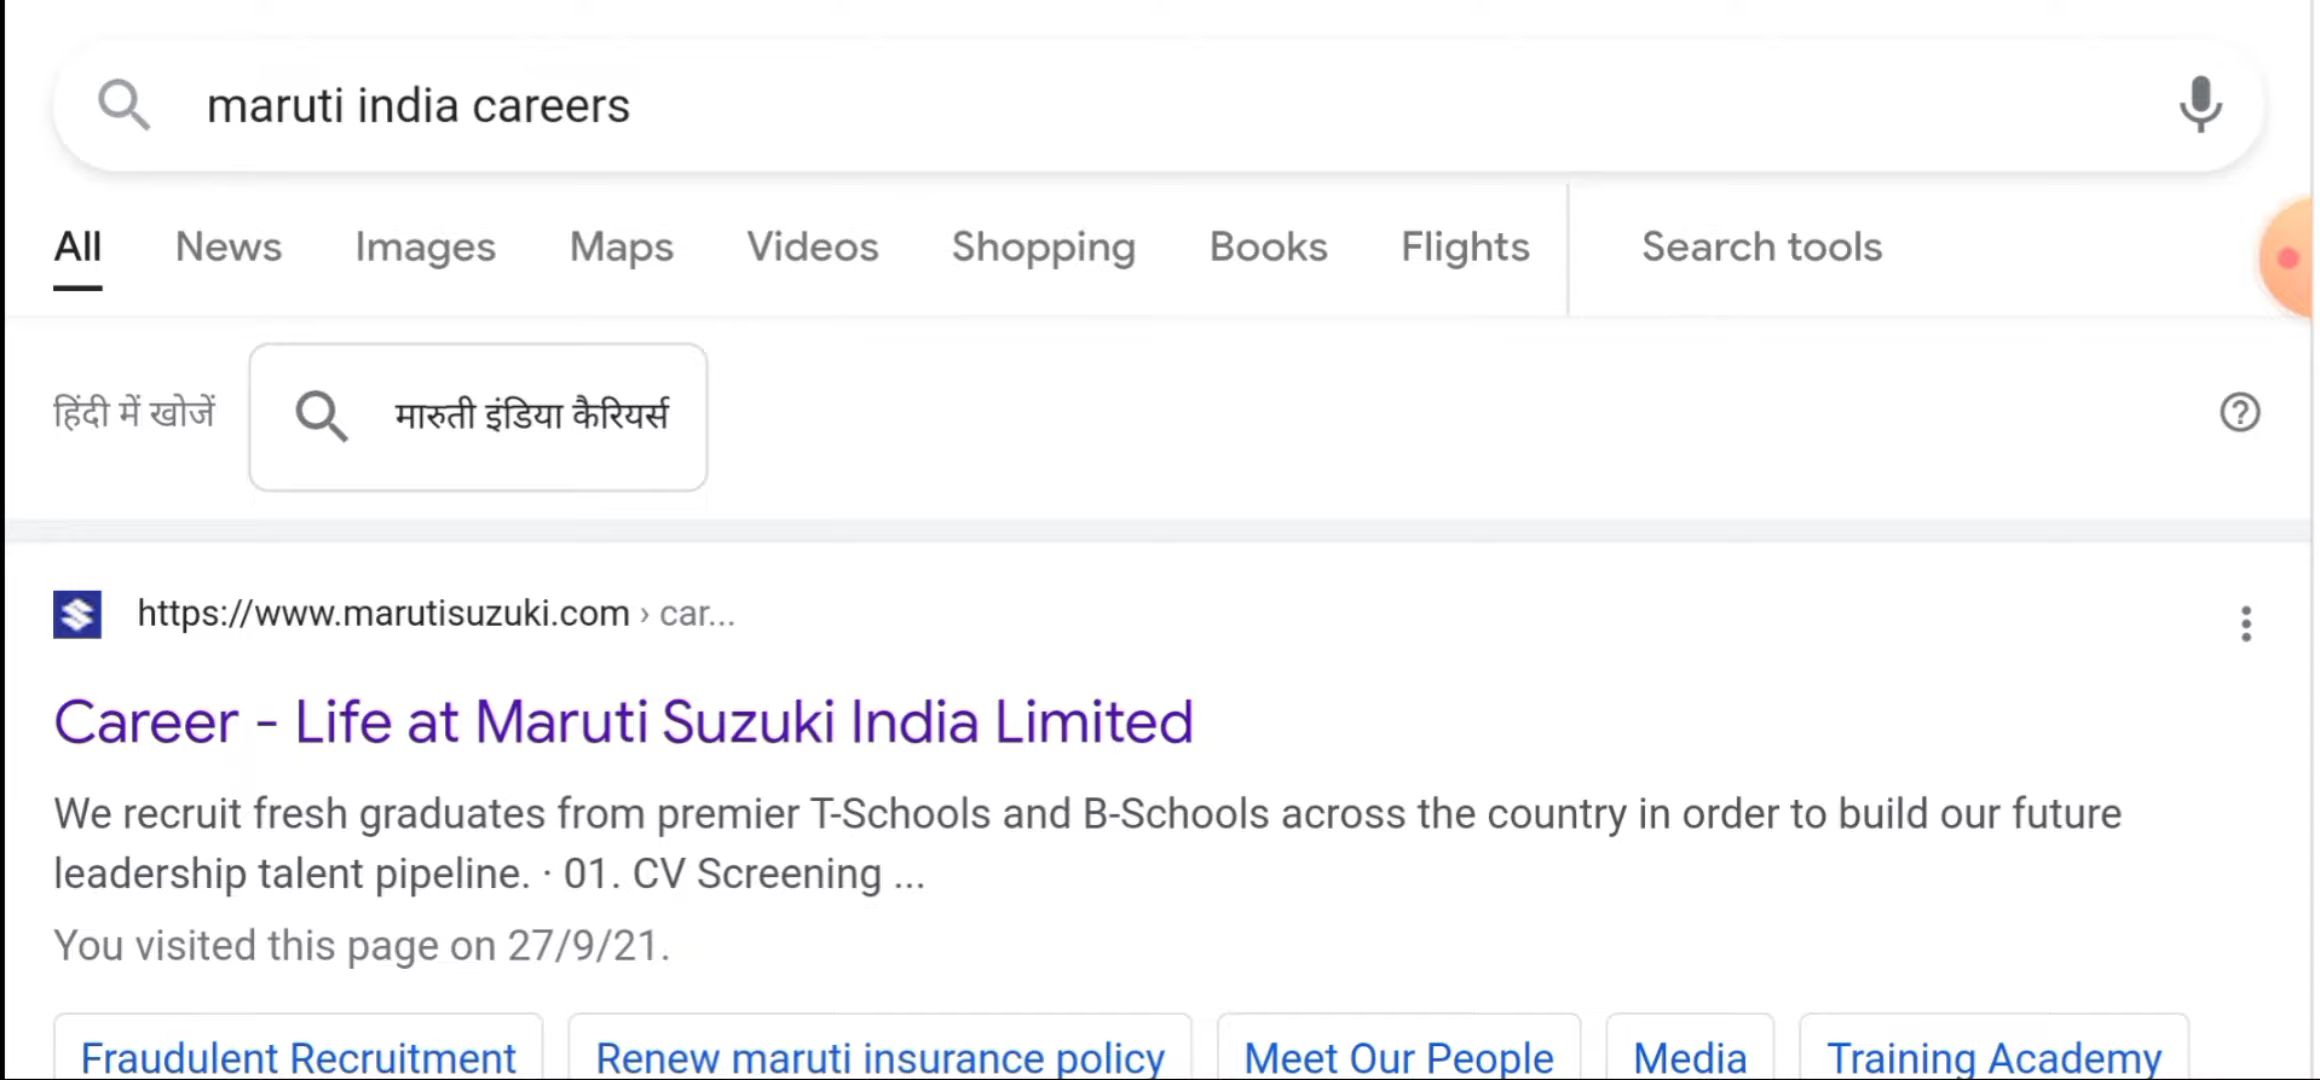 maruti india careers
All News Images Maps Videos Shopping Books Flights Search tools
हिंदी में खोजें मारुती इंडिया कैरियर्स
https://www.marutisuzuki.com › car...
Career - Life at Maruti Suzuki India Limited
We recruit fresh graduates from premier T-Schools and B-Schools across the country in order to build our future
leadership talent pipeline. · 01. CV Screening ...
You visited this page on 27/9/21.
Fraudulent Recruitment Renew maruti insurance policy Meet Our People Media Training Academy